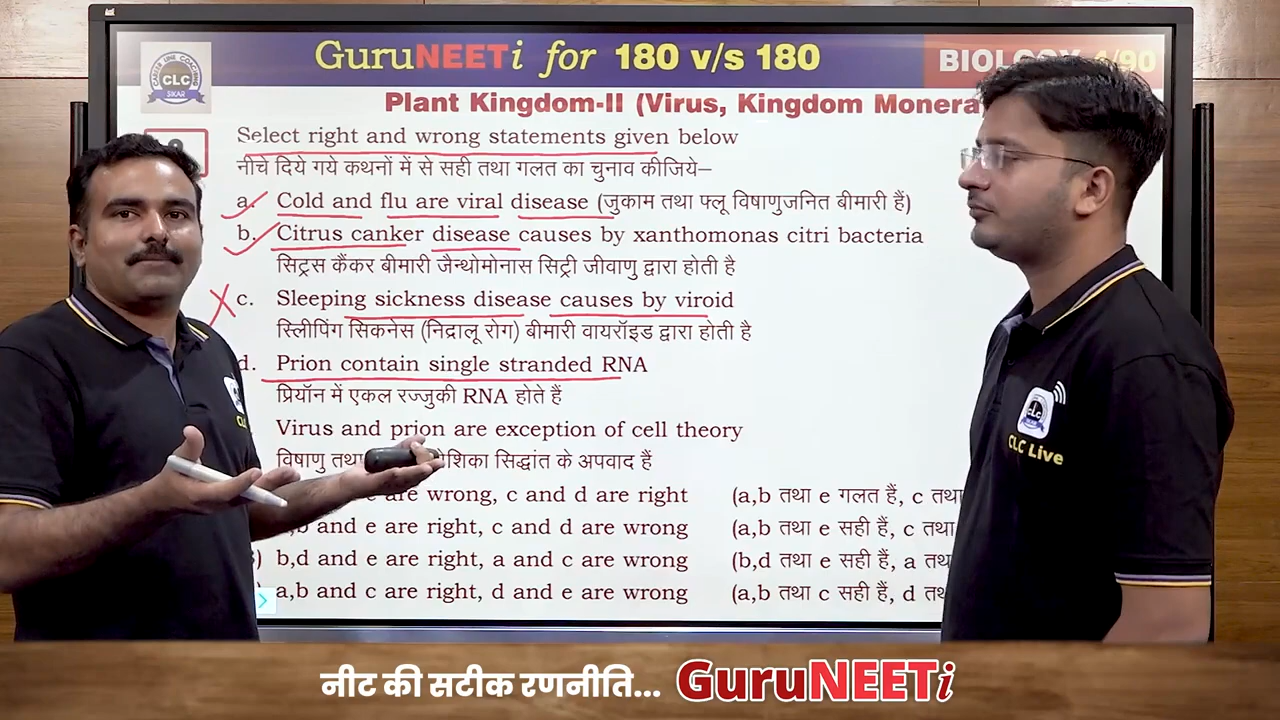 GuruNEETi for 180 v/s 180
BIOLOGY
CLC
SIKAR
Plant Kingdom-II (Virus, Kingdom Monera
Select right and wrong statements given below
नीचे दिये गये कथनों में से सही तथा गलत का चुनाव कीजिये–
a. Cold and flu are viral disease (जुकाम तथा फ्लू विषाणुजनित बीमारी हैं)
b. Citrus canker disease causes by xanthomonas citri bacteria
सिट्रस कैंकर बीमारी जैन्थोमोनास सिट्री जीवाणु द्वारा होती है
c. Sleeping sickness disease causes by viroid
स्लिीपिंग सिकनेस (निद्रालू रोग) बीमारी वायरॉइड द्वारा होती है
d. Prion contain single stranded RNA
प्रियॉन में एकल रज्जुकी RNA होते हैं
Virus and prion are exception of cell theory
विषाणु तथा सिद्धांत के अपवाद हैं
e are wrong, c and d are right (a,b तथा e गलत हैं, c तथा
b and e are right, c and d are wrong (a,b तथा e सही हैं, c तथा
b,d and e are right, a and c are wrong (b,d तथा e सही हैं, a
a,b and c are right, d and e are wrong (a,b तथा c सही हैं, d
CLC
CLC Live
नीट की सटीक रणनीति... GuruNEETi